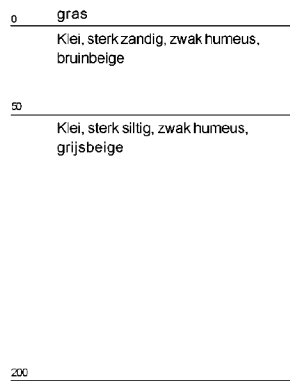 0 gras
Klei, sterk zandig, zwak humeus,
bruinbeige
50
Klei, sterk siltig, zwak humeus,
grijsbeige
200